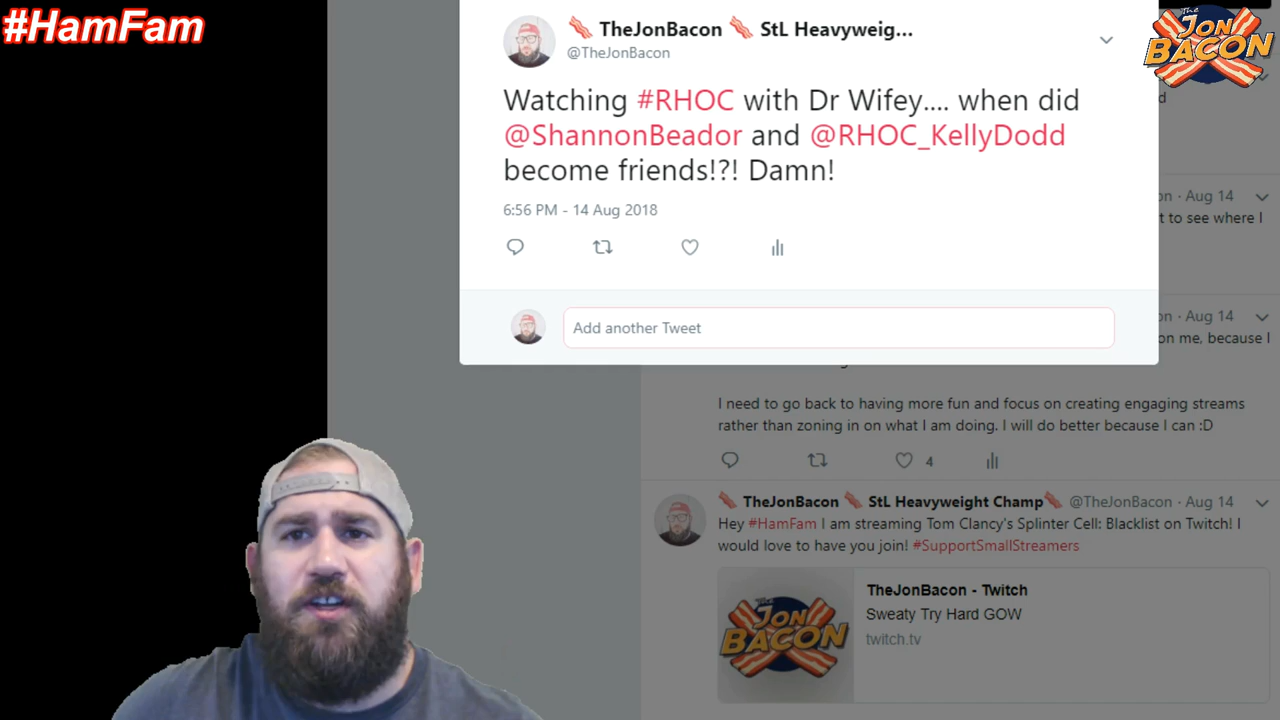 #HamFam
The
JON
BACON
TheJonBacon StL Heavyweig...
@TheJonBacon
Watching #RHOC with Dr Wifey.... when did
@ShannonBeador and @RHOC_KellyDodd
become friends!?! Damn!
6:56 PM - 14 Aug 2018
Add another Tweet
· Aug 14
t to see where I
· Aug 14
on me, because I
I need to go back to having more fun and focus on creating engaging streams
rather than zoning in on what I am doing. I will do better because I can :D
4
TheJonBacon StL Heavyweight Champ @TheJonBacon · Aug 14
Hey #HamFam I am streaming Tom Clancy's Splinter Cell: Blacklist on Twitch! I
would love to have you join! #SupportSmallStreamers
The
JON
BACON
TheJonBacon - Twitch
Sweaty Try Hard GOW
twitch.tv